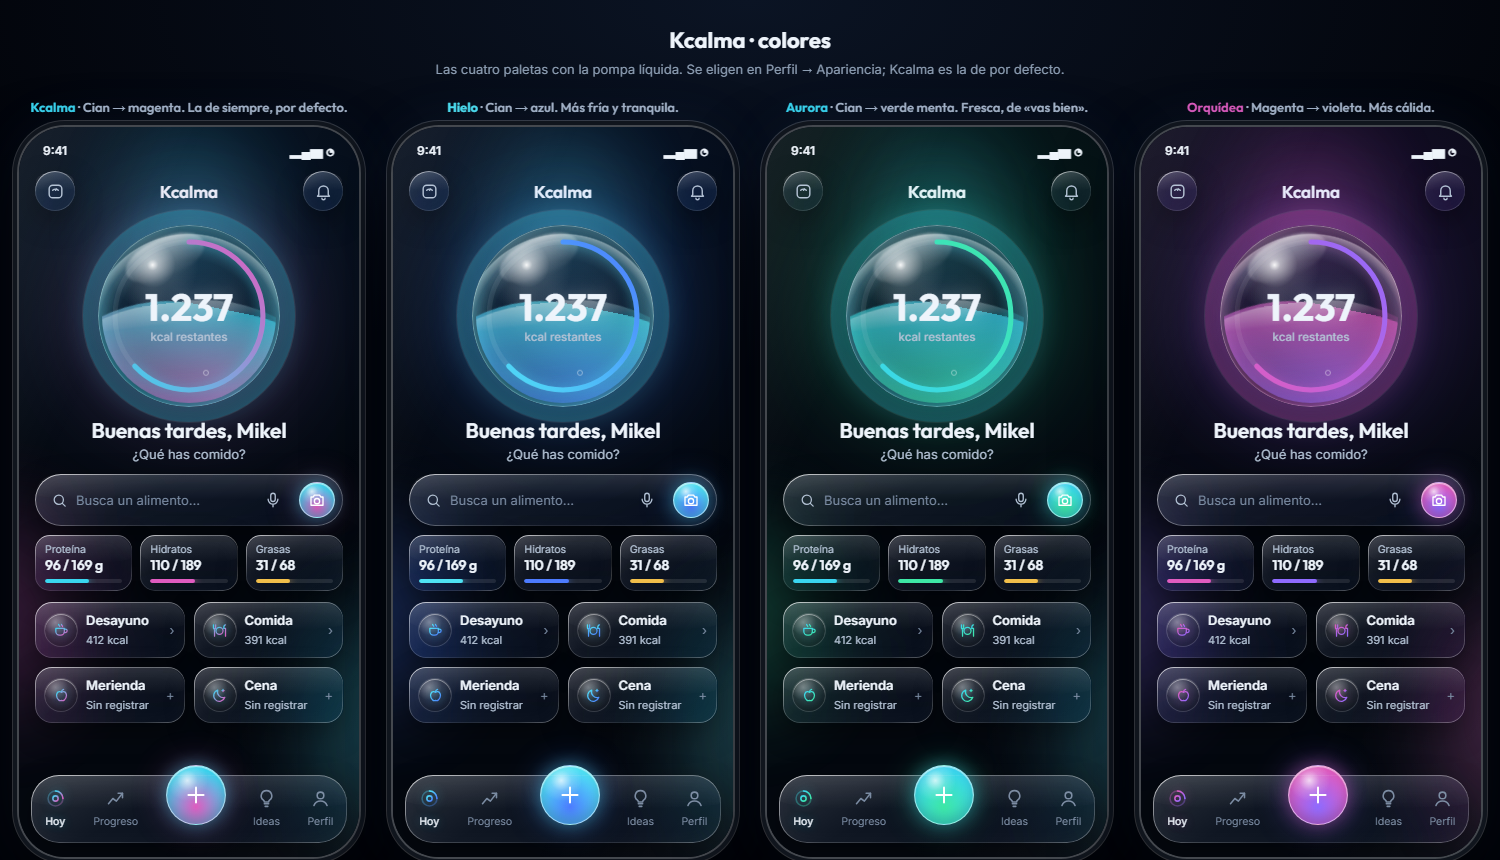 Kcalma · colores
Las cuatro paletas con la pompa líquida. Se eligen en Perfil → Apariencia; Kcalma es la de por defecto.
Kcalma · Cian → magenta. La de siempre, por defecto.
9:41
Kcalma
1.237
kcal restantes
Buenas tardes, Mikel
¿Qué has comido?
Busca un alimento...
Proteína
96 / 169 g
Hidratos
110 / 189
Grasas
31 / 68
Desayuno
412 kcal
›
Comida
391 kcal
›
Merienda
Sin registrar
+
Cena
Sin registrar
+
+
Hoy
Progreso
Ideas
Perfil
Hielo · Cian → azul. Más fría y tranquila.
9:41
Kcalma
1.237
kcal restantes
Buenas tardes, Mikel
¿Qué has comido?
Busca un alimento...
Proteína
96 / 169 g
Hidratos
110 / 189
Grasas
31 / 68
Desayuno
412 kcal
›
Comida
391 kcal
›
Merienda
Sin registrar
+
Cena
Sin registrar
+
+
Hoy
Progreso
Ideas
Perfil
Aurora · Cian → verde menta. Fresca, de «vas bien».
9:41
Kcalma
1.237
kcal restantes
Buenas tardes, Mikel
¿Qué has comido?
Busca un alimento...
Proteína
96 / 169 g
Hidratos
110 / 189
Grasas
31 / 68
Desayuno
412 kcal
›
Comida
391 kcal
›
Merienda
Sin registrar
+
Cena
Sin registrar
+
+
Hoy
Progreso
Ideas
Perfil
Orquídea · Magenta → violeta. Más cálida.
9:41
Kcalma
1.237
kcal restantes
Buenas tardes, Mikel
¿Qué has comido?
Busca un alimento...
Proteína
96 / 169 g
Hidratos
110 / 189
Grasas
31 / 68
Desayuno
412 kcal
›
Comida
391 kcal
›
Merienda
Sin registrar
+
Cena
Sin registrar
+
+
Hoy
Progreso
Ideas
Perfil